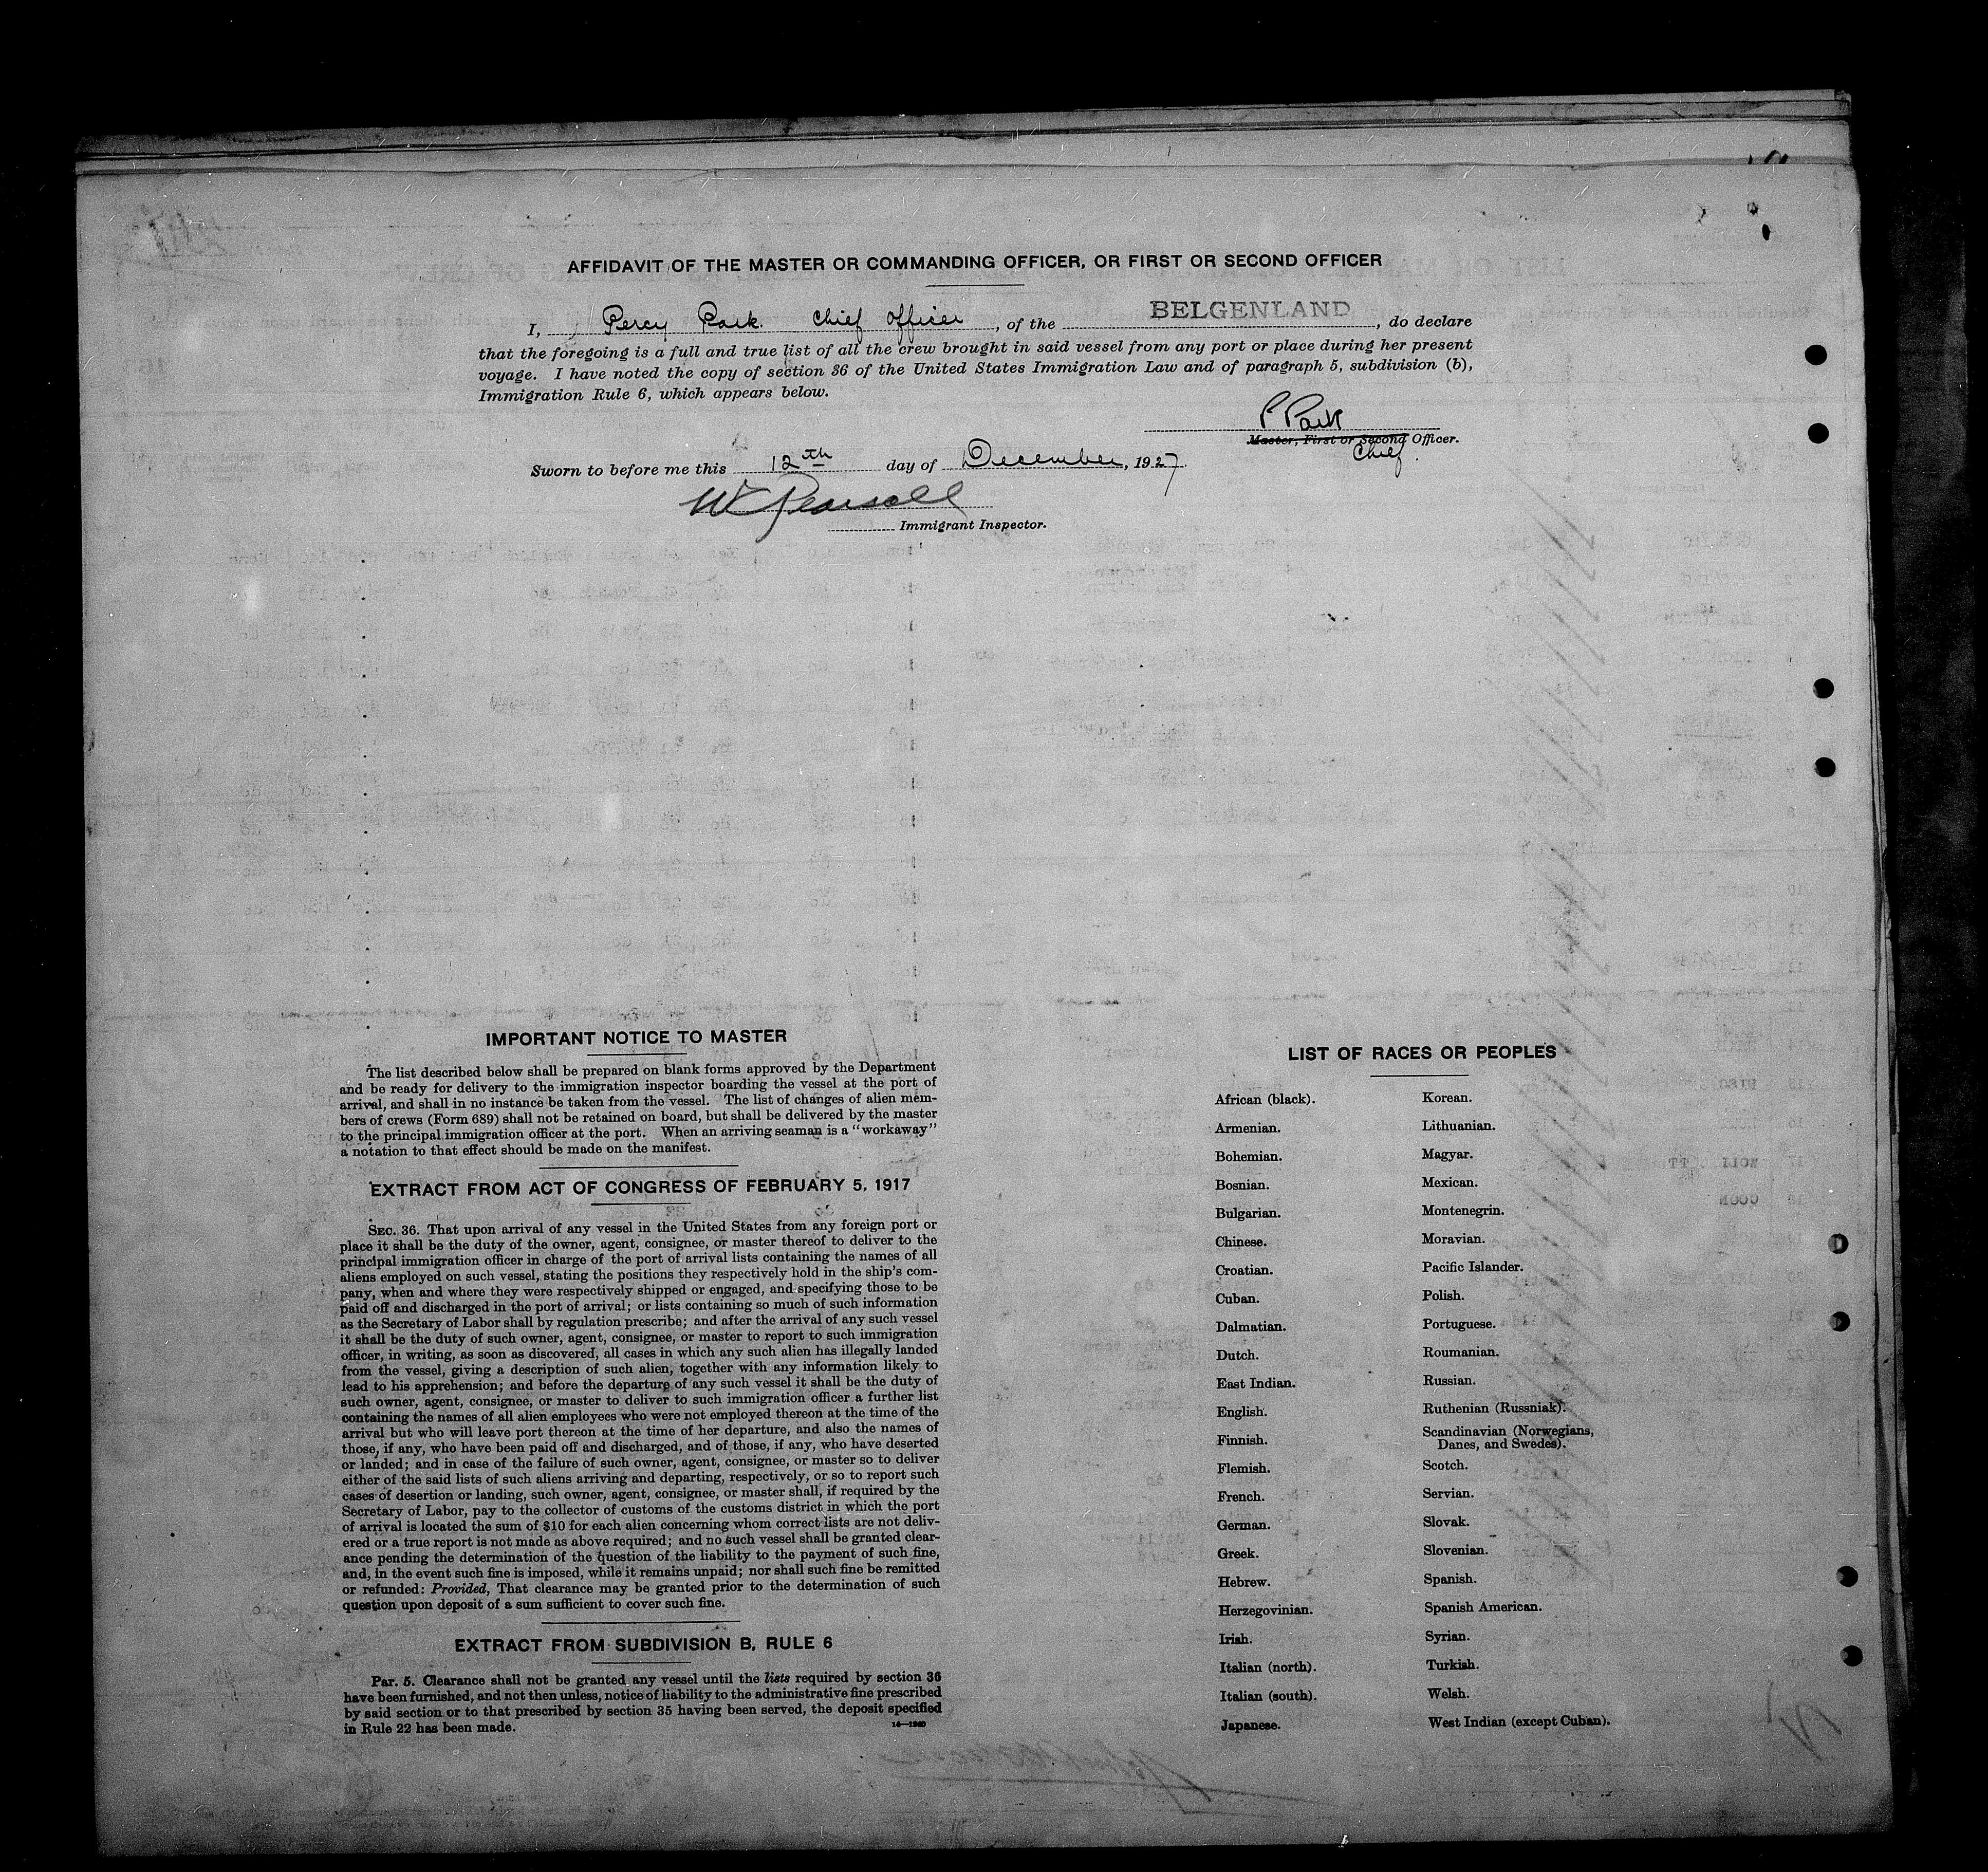 AFFIDAVIT OF THE MASTER OR COMMANDING OFFICER, OR FIRST OR SECOND OFFICER
I, Percy Park. Chief Officer, of the BELGENLAND, do declare
that the foregoing is a full and true list of all the crew brought in said vessel from any port or place during her present
voyage. I have noted the copy of section 36 of the United States Immigration Law and of paragraph 5, subdivision (b),
Immigration Rule 6, which appears below.
P Park
Master, First or Second Officer.
Chief
Sworn to before me this 12th day of December, 1927.
W Pearsall
Immigrant Inspector.
IMPORTANT NOTICE TO MASTER
The list described below shall be prepared on blank forms approved by the Department
and be ready for delivery to the immigration inspector boarding the vessel at the port of
arrival, and shall in no instance be taken from the vessel. The list of changes of alien mem-
bers of crews (Form 689) shall not be retained on board, but shall be delivered by the master
to the principal immigration officer at the port. When an arriving seaman is a "workaway"
a notation to that effect should be made on the manifest.
EXTRACT FROM ACT OF CONGRESS OF FEBRUARY 5, 1917
SEC. 36. That upon arrival of any vessel in the United States from any foreign port or
place it shall be the duty of the owner, agent, consignee, or master thereof to deliver to the
principal immigration officer in charge of the port of arrival lists containing the names of all
aliens employed on such vessel, stating the positions they respectively hold in the ship's com-
pany, when and where they were respectively shipped or engaged, and specifying those to be
paid off and discharged in the port of arrival; or lists containing so much of such information
as the Secretary of Labor shall by regulation prescribe; and after the arrival of any such vessel
it shall be the duty of such owner, agent, consignee, or master to report to such immigration
officer, in writing, as soon as discovered, all cases in which any such alien has illegally landed
from the vessel, giving a description of such alien, together with any information likely to
lead to his apprehension; and before the departure of any such vessel it shall be the duty of
such owner, agent, consignee, or master to deliver to such immigration officer a further list
containing the names of all alien employees who were not employed thereon at the time of the
arrival but who will leave port thereon at the time of her departure, and also the names of
those, if any, who have been paid off and discharged, and of those, if any, who have deserted
or landed; and in case of the failure of such owner, agent, consignee, or master so to deliver
either of the said lists of such aliens arriving and departing, respectively, or so to report such
cases of desertion or landing, such owner, agent, consignee, or master shall, if required by the
Secretary of Labor, pay to the collector of customs of the customs district in which the port
of arrival is located the sum of $10 for each alien concerning whom correct lists are not deliv-
ered or a true report is not made as above required; and no such vessel shall be granted clear-
ance pending the determination of the question of the liability to the payment of such fine,
and, in the event such fine is imposed, while it remains unpaid; nor shall such fine be remitted
or refunded: Provided, That clearance may be granted prior to the determination of such
question upon deposit of a sum sufficient to cover such fine.
EXTRACT FROM SUBDIVISION B, RULE 6
Par. 5. Clearance shall not be granted any vessel until the lists required by section 36
have been furnished, and not then unless, notice of liability to the administrative fine prescribed
by said section or to that prescribed by section 35 having been served, the deposit specified
in Rule 22 has been made.
14—1240
LIST OF RACES OR PEOPLES
African (black).
Armenian.
Bohemian.
Bosnian.
Bulgarian.
Chinese.
Croatian.
Cuban.
Dalmatian.
Dutch.
East Indian.
English.
Finnish.
Flemish.
French.
German.
Greek.
Hebrew.
Herzegovinian.
Irish.
Italian (north).
Italian (south).
Japanese.
Korean.
Lithuanian.
Magyar.
Mexican.
Montenegrin.
Moravian.
Pacific Islander.
Polish.
Portuguese.
Roumanian.
Russian.
Ruthenian (Russniak).
Scandinavian (Norwegians,
Danes, and Swedes).
Scotch.
Servian.
Slovak.
Slovenian.
Spanish.
Spanish American.
Syrian.
Turkish.
Welsh.
West Indian (except Cuban).